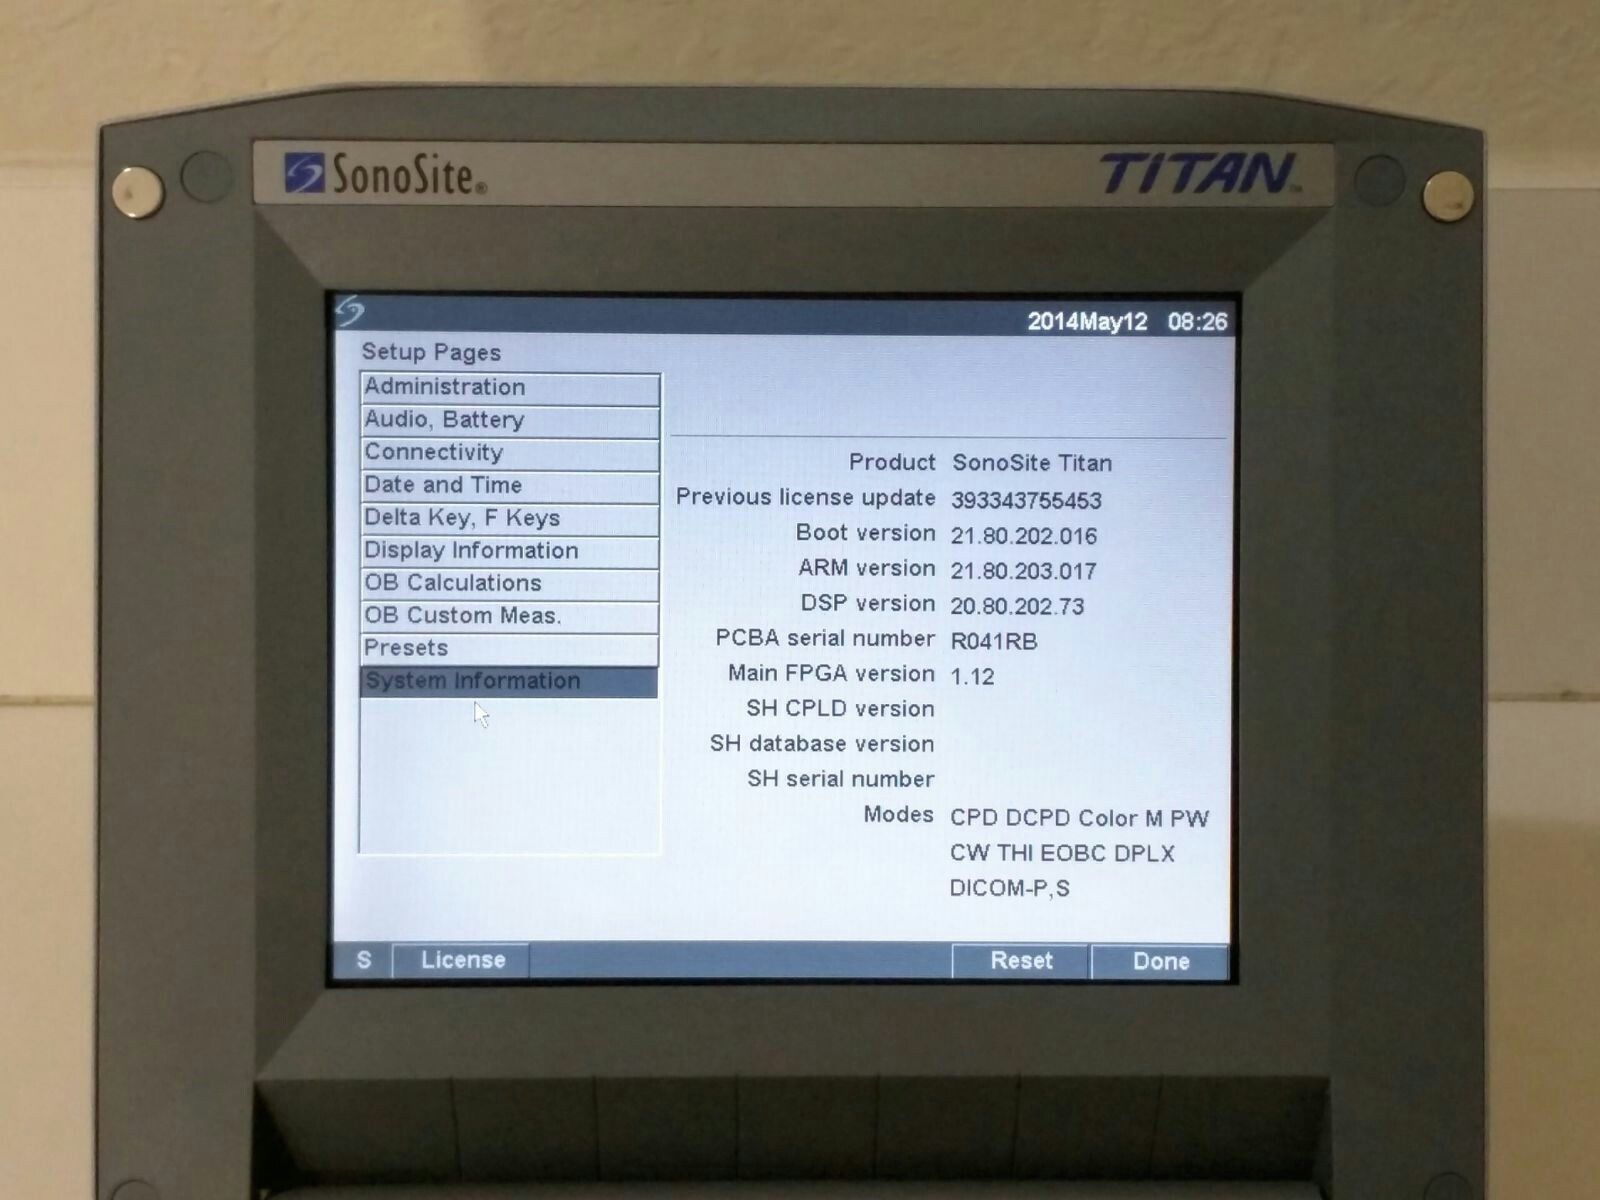 SonoSite®
TITAN™
2014May12 08:26
Setup Pages
Administration
Audio, Battery
Connectivity
Date and Time
Delta Key, F Keys
Display Information
OB Calculations
OB Custom Meas.
Presets
System Information
Product SonoSite Titan
Previous license update 393343755453
Boot version 21.80.202.016
ARM version 21.80.203.017
DSP version 20.80.202.73
PCBA serial number R041RB
Main FPGA version 1.12
SH CPLD version
SH database version
SH serial number
Modes CPD DCPD Color M PW
CW THI EOBC DPLX
DICOM-P,S
S License Reset Done